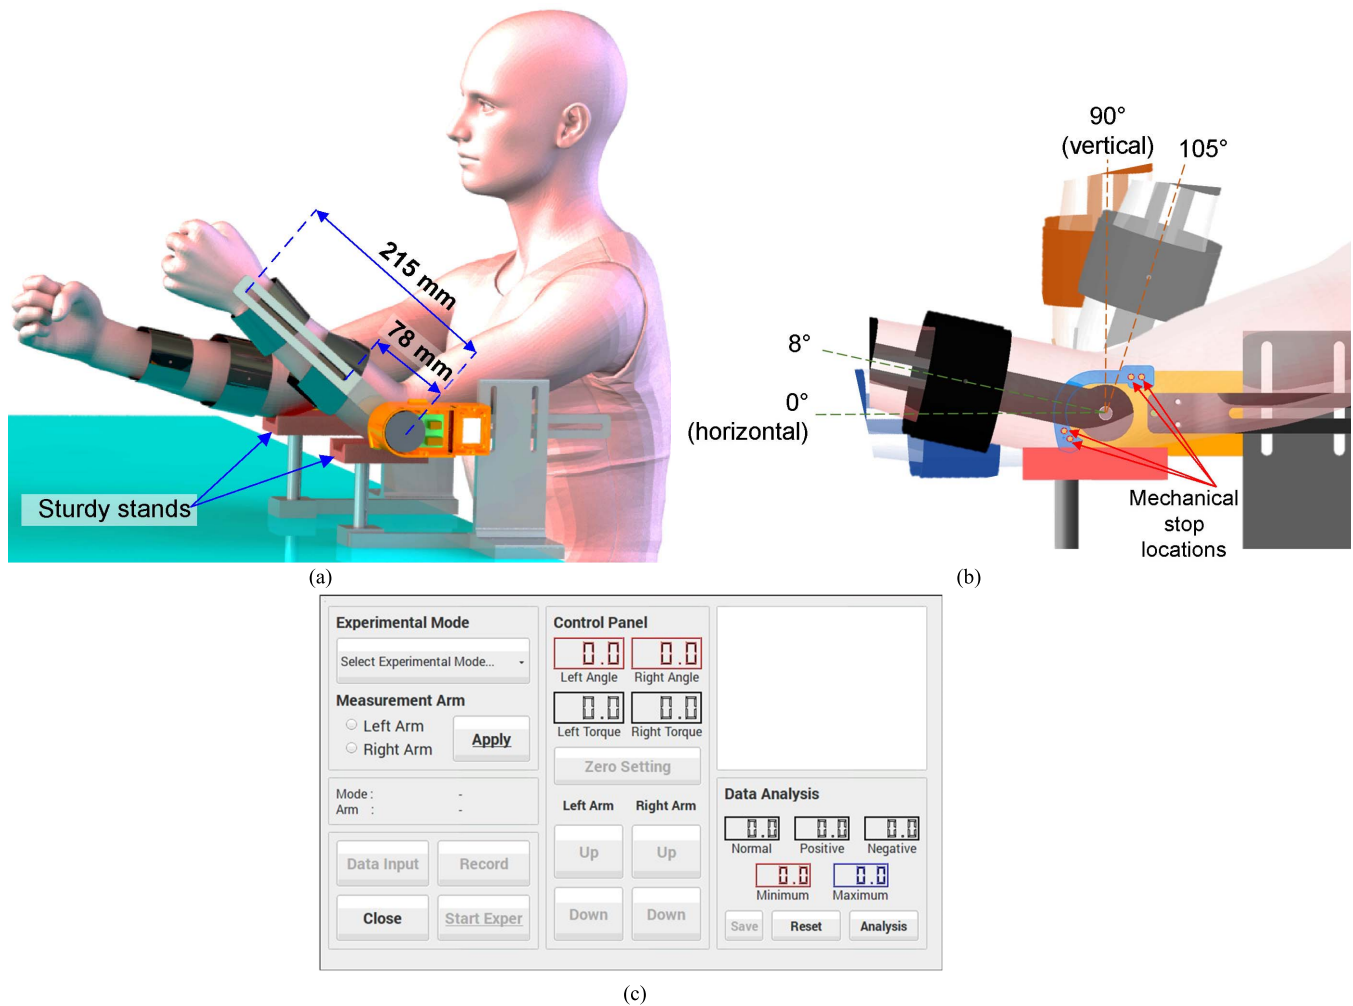 215 mm
78 mm
Sturdy stands
(a)
90°
(vertical)
105°
8°
0°
(horizontal)
Mechanical
stop
locations
(b)
Experimental Mode
Select Experimental Mode...
Measurement Arm
Left Arm
Right Arm
Apply
Mode : -
Arm : -
Data Input Record
Close Start Exper
Control Panel
0.0 0.0
Left Angle Right Angle
0.0 0.0
Left Torque Right Torque
Zero Setting
Left Arm Right Arm
Up Up
Down Down
Data Analysis
0.0 0.0 0.0
Normal Positive Negative
0.0 0.0
Minimum Maximum
Save Reset Analysis
(c)